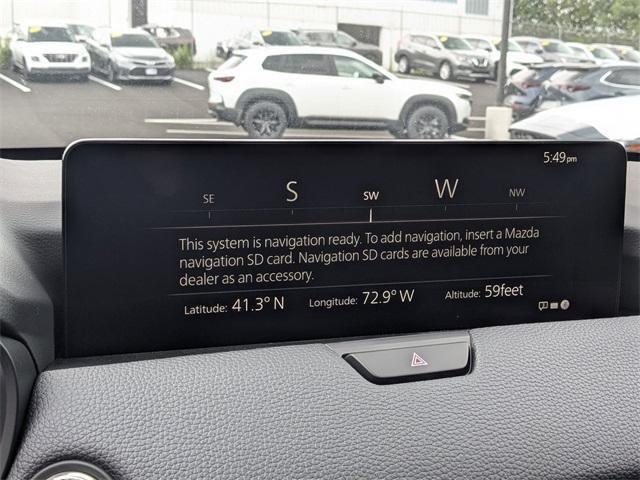 5:49pm
SE S SW W NW
This system is navigation ready. To add navigation, insert a Mazda
navigation SD card. Navigation SD cards are available from your
dealer as an accessory.
Latitude: 41.3° N Longitude: 72.9° W Altitude: 59feet